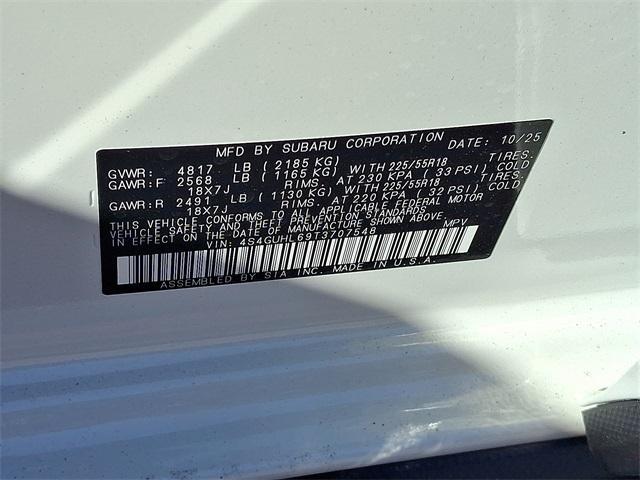 MFD BY SUBARU CORPORATION DATE: 10/25
GVWR: 4817 LB (2185 KG)
GAWR:F 2568 LB (1165 KG) WITH 225/55R18 TIRES,
18X7J RIMS, AT 230 KPA (33 PSI) COLD
GAWR:R 2491 LB (1130 KG) WITH 225/55R18 TIRES,
18X7J RIMS, AT 220 KPA (32 PSI) COLD
THIS VEHICLE CONFORMS TO ALL APPLICABLE FEDERAL MOTOR
VEHICLE SAFETY AND THEFT PREVENTION STANDARDS
IN EFFECT ON THE DATE OF MANUFACTURE SHOWN ABOVE.
VIN: 4S4GUHL69T3707548 MPV
ASSEMBLED BY SIA INC. MADE IN U.S.A.